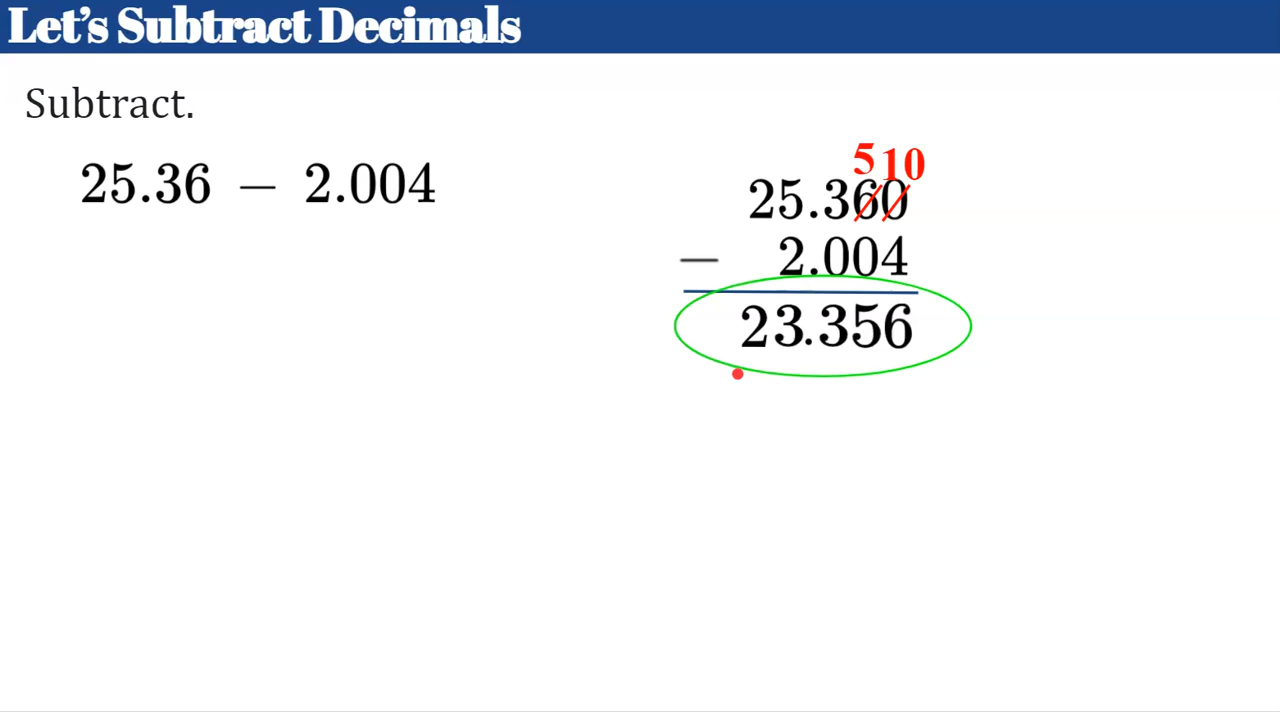 Let's Subtract Decimals
Subtract.
25.36 − 2.004
5 10
25.360
− 2.004
23.356